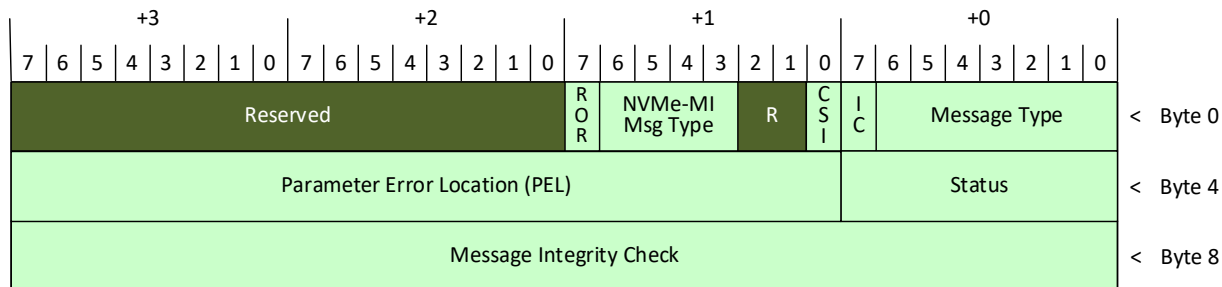 +3 +2 +1 +0
7 6 5 4 3 2 1 0 7 6 5 4 3 2 1 0 7 6 5 4 3 2 1 0 7 6 5 4 3 2 1 0
Reserved ROR NVMe-MI Msg Type R CSI IC Message Type < Byte 0
Parameter Error Location (PEL) Status < Byte 4
Message Integrity Check < Byte 8